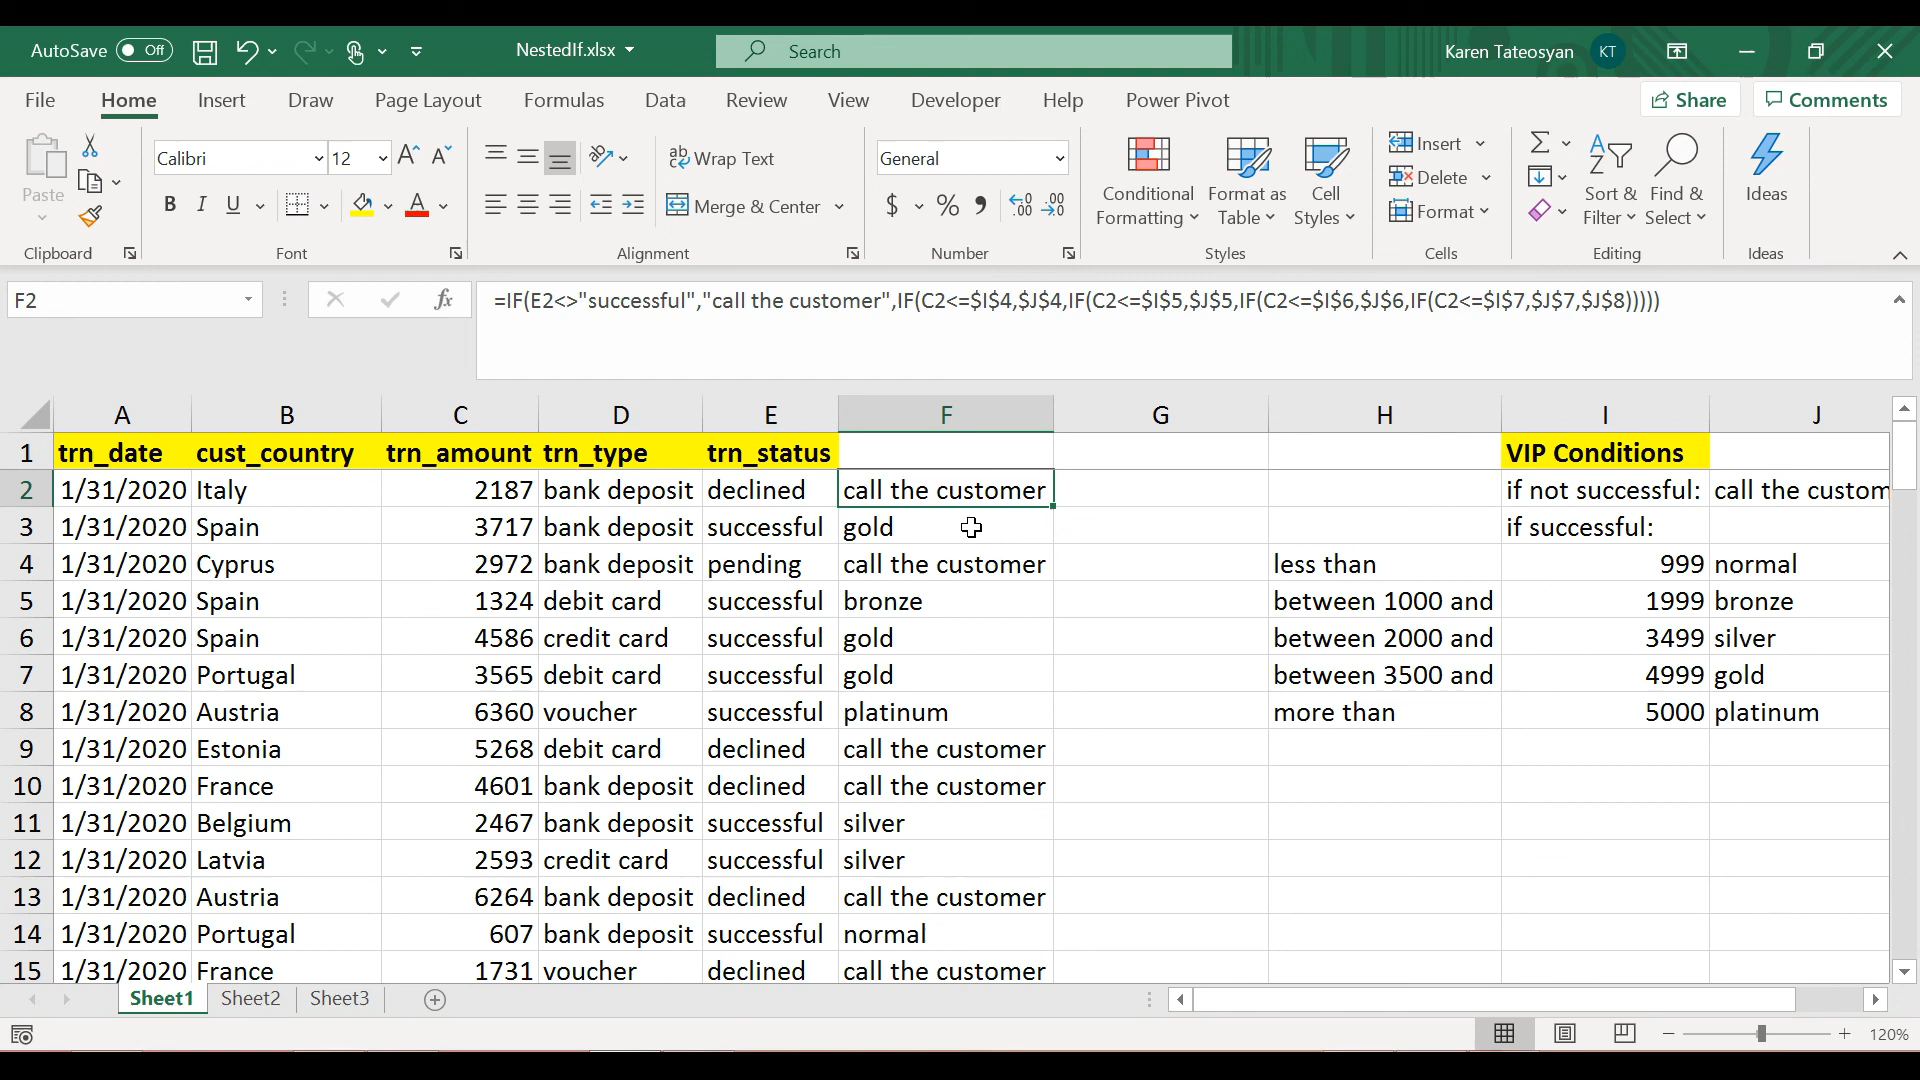 AutoSave Off NestedIf.xlsx Search Karen Tateosyan KT
File Home Insert Draw Page Layout Formulas Data Review View Developer Help Power Pivot Share Comments
Paste
Clipboard
Calibri 12
B I U A
Font
ab Wrap Text
Merge & Center
Alignment
General
$ % 9
Number
Conditional Formatting
Format as Table
Cell Styles
Styles
Insert
Delete
Format
Cells
Sort & Filter
Find & Select
Editing
Ideas
Ideas
F2 fx =IF(E2<>"successful","call the customer",IF(C2<=$I$4,$J$4,IF(C2<=$I$5,$J$5,IF(C2<=$I$6,$J$6,IF(C2<=$I$7,$J$7,$J$8)))))
A B C D E F G H I J
1 trn_date cust_country trn_amount trn_type trn_status VIP Conditions
2 1/31/2020 Italy 2187 bank deposit declined call the customer if not successful: call the custom
3 1/31/2020 Spain 3717 bank deposit successful gold if successful:
4 1/31/2020 Cyprus 2972 bank deposit pending call the customer less than 999 normal
5 1/31/2020 Spain 1324 debit card successful bronze between 1000 and 1999 bronze
6 1/31/2020 Spain 4586 credit card successful gold between 2000 and 3499 silver
7 1/31/2020 Portugal 3565 debit card successful gold between 3500 and 4999 gold
8 1/31/2020 Austria 6360 voucher successful platinum more than 5000 platinum
9 1/31/2020 Estonia 5268 debit card declined call the customer
10 1/31/2020 France 4601 bank deposit declined call the customer
11 1/31/2020 Belgium 2467 bank deposit successful silver
12 1/31/2020 Latvia 2593 credit card successful silver
13 1/31/2020 Austria 6264 bank deposit declined call the customer
14 1/31/2020 Portugal 607 bank deposit successful normal
15 1/31/2020 France 1731 voucher declined call the customer
Sheet1 Sheet2 Sheet3
120%